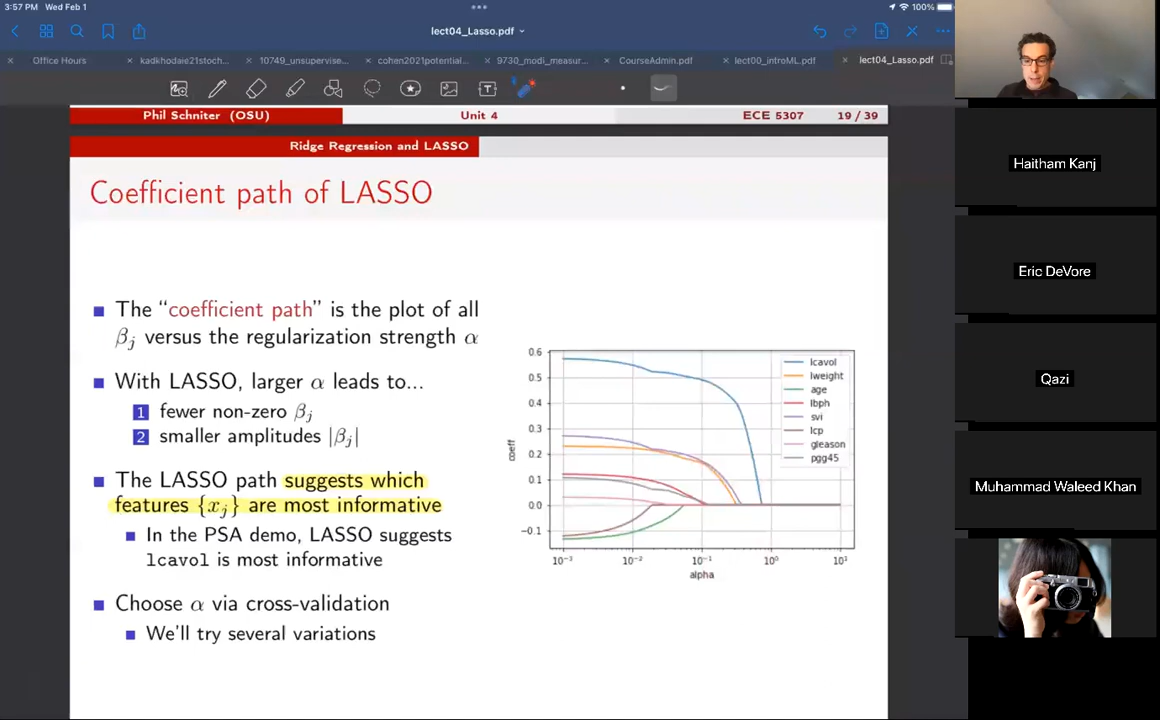 3:57 PM Wed Feb 1
100%
lect04_Lasso.pdf
Office Hours
kadkhodaie21stoch...
10749_unsupervise...
cohen2021potential...
9730_modi_measur...
CourseAdmin.pdf
lect00_introML.pdf
lect04_Lasso.pdf
Phil Schniter (OSU) Unit 4 ECE 5307 19 / 39
Ridge Regression and LASSO
Coefficient path of LASSO
The “coefficient path” is the plot of all
βj versus the regularization strength α
With LASSO, larger α leads to...
1 fewer non-zero βj
2 smaller amplitudes |βj|
The LASSO path suggests which
features {xj} are most informative
In the PSA demo, LASSO suggests
lcavol is most informative
Choose α via cross-validation
We'll try several variations
0.6
0.5
0.4
0.3
0.2
0.1
0.0
−0.1
coeff
10⁻³ 10⁻² 10⁻¹ 10⁰ 10¹
alpha
lcavol
lweight
age
lbph
svi
lcp
gleason
pgg45
Haitham Kanj
Eric DeVore
Qazi
Muhammad Waleed Khan